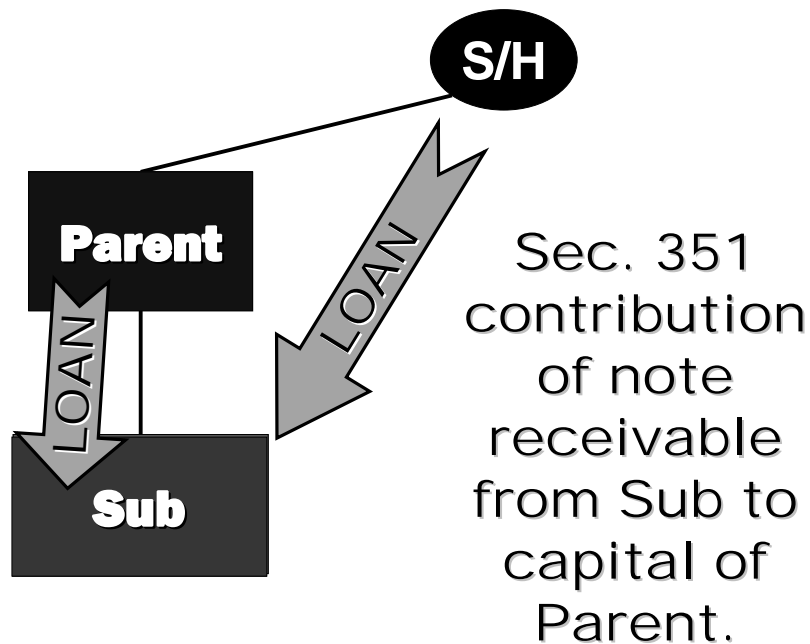 S/H
Parent
LOAN
LOAN
Sub
Sec. 351
contribution
of note
receivable
from Sub to
capital of
Parent.